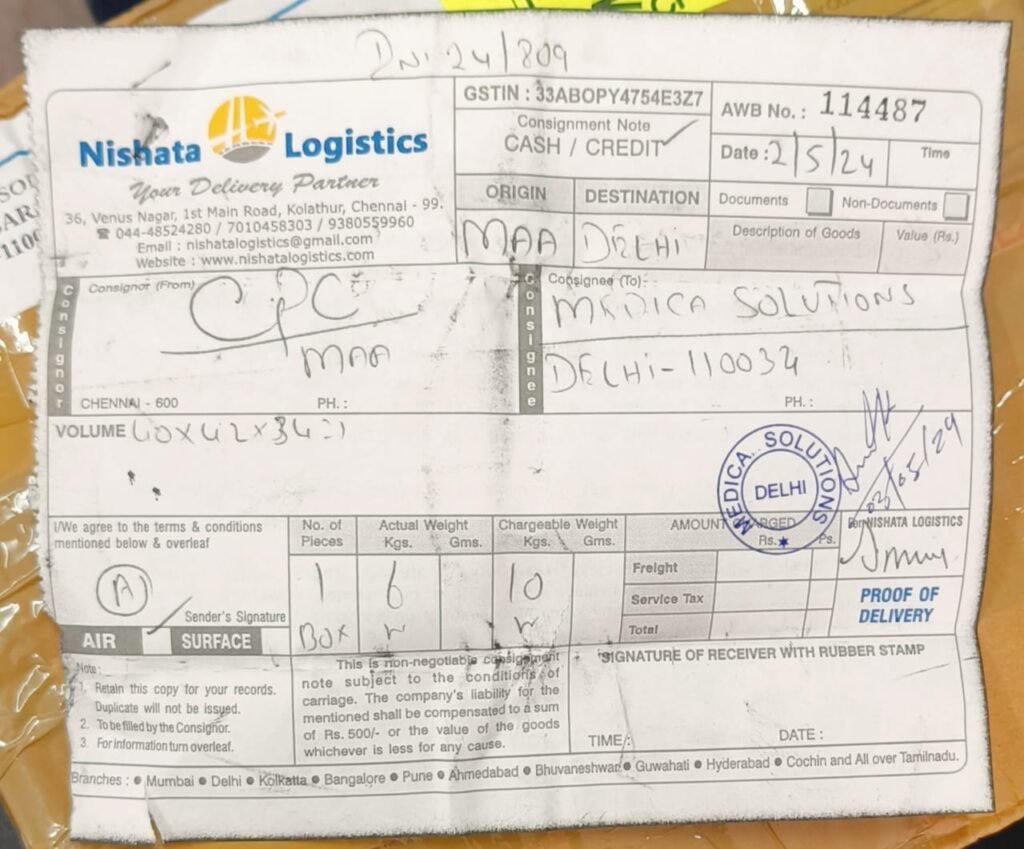 DN: 24/809
Nishata Logistics
Your Delivery Partner
36, Venus Nagar, 1st Main Road, Kolathur, Chennai - 99.
☎ 044-48524280 / 7010458303 / 9380559960
Email : nishatalogistics@gmail.com
Website : www.nishatalogistics.com
GSTIN : 33ABOPY4754E3Z7
Consignment Note
CASH / CREDIT
AWB No. : 114487
Date : 2/5/24 Time
ORIGIN DESTINATION
MAA DELHI
Documents Non-Documents
Description of Goods Value (Rs.)
Consignor
Consignor (From)
CPC
MAA
CHENNAI - 600 PH. :
Consignee
Consignee (To):
MEDICA SOLUTIONS
DELHI-110034
PH. :
VOLUME 40x42x34=1
MEDICA SOLUTIONS
DELHI
I/We agree to the terms & conditions
mentioned below & overleaf
A
Sender's Signature
AIR SURFACE
No. of Pieces
1
BOX
Actual Weight
Kgs. Gms.
6
Chargeable Weight
Kgs. Gms.
10
AMOUNT CHARGED
Rs. Ps.
Freight
Service Tax
Total
For NISHATA LOGISTICS
PROOF OF
DELIVERY
Note :
1. Retain this copy for your records.
Duplicate will not be issued.
2. To be filled by the Consignor.
3. For information turn overleaf.
This is non-negotiable consignment
note subject to the conditions of
carriage. The company's liability for the
mentioned shall be compensated to a sum
of Rs. 500/- or the value of the goods
whichever is less for any cause.
SIGNATURE OF RECEIVER WITH RUBBER STAMP
TIME : DATE :
Branches : ● Mumbai ● Delhi ● Kolkatta ● Bangalore ● Pune ● Ahmedabad ● Bhuvaneshwar ● Guwahati ● Hyderabad ● Cochin and All over Tamilnadu.